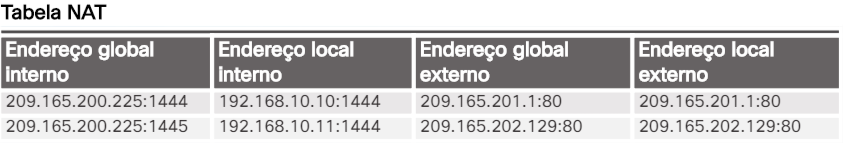 Tabela NAT
Endereço global interno Endereço local interno Endereço global externo Endereço local externo
209.165.200.225:1444 192.168.10.10:1444 209.165.201.1:80 209.165.201.1:80
209.165.200.225:1445 192.168.10.11:1444 209.165.202.129:80 209.165.202.129:80